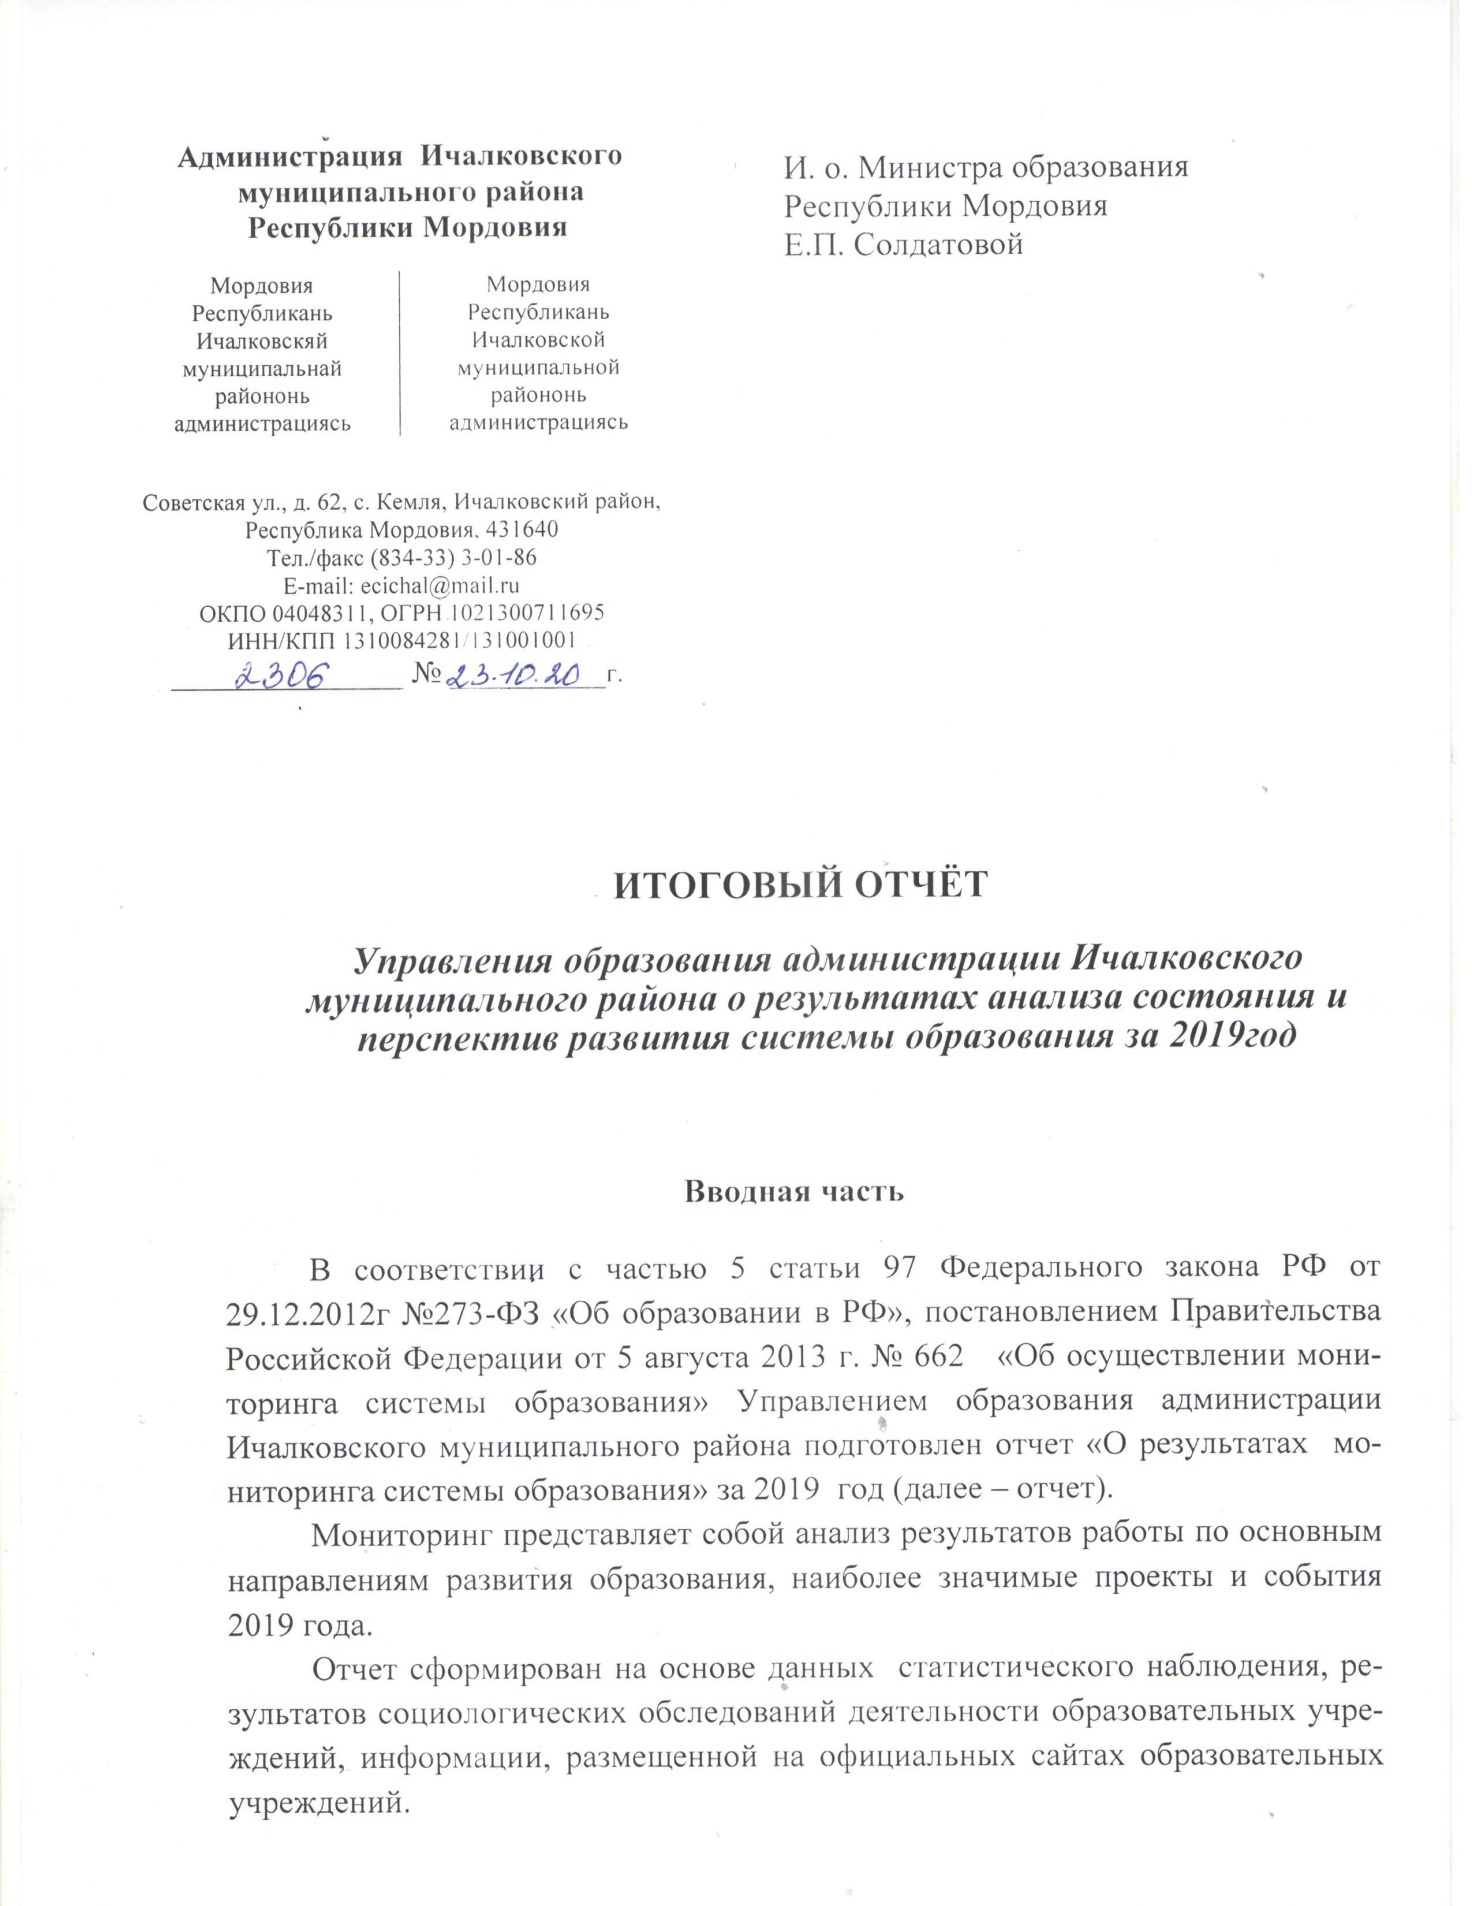 Администрация Ичалковского
муниципального района
Республики Мордовия
И. о. Министра образования
Республики Мордовия
Е.П. Солдатовой
Мордовия
Республикань
Ичалковскяй
муниципальнай
районнонь
администрациясь
Мордовия
Республикань
Ичалковской
муниципальной
райононь
администрациясь
Советская ул., д. 62, с. Кемля, Ичалковский район,
Республика Мордовия, 431640
Тел./факс (834-33) 3-01-86
E-mail: ecichal@mail.ru
ОКПО 04048311, ОГРН 1021300711695
ИНН/КПП 1310084281/131001001
2306 № 23.10.20 г.
ИТОГОВЫЙ ОТЧЁТ
Управления образования администрации Ичалковского
муниципального района о результатах анализа состояния и
перспектив развития системы образования за 2019год
Вводная часть
В соответствии с частью 5 статьи 97 Федерального закона РФ от
29.12.2012г №273-ФЗ «Об образовании в РФ», постановлением Правительства
Российской Федерации от 5 августа 2013 г. № 662 «Об осуществлении мони-
торинга системы образования» Управлением образования администрации
Ичалковского муниципального района подготовлен отчет «О результатах мо-
ниторинга системы образования» за 2019 год (далее – отчет).
Мониторинг представляет собой анализ результатов работы по основным
направлениям развития образования, наиболее значимые проекты и события
2019 года.
Отчет сформирован на основе данных статистического наблюдения, ре-
зультатов социологических обследований деятельности образовательных учре-
ждений, информации, размещенной на официальных сайтах образовательных
учреждений.